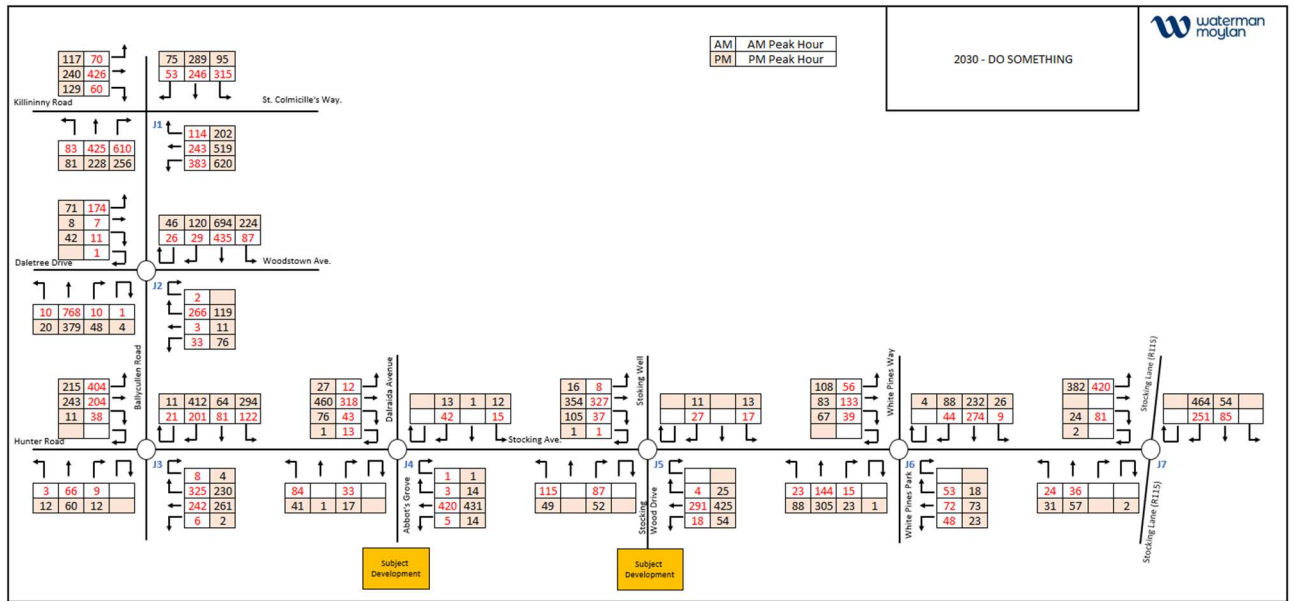 waterman
moylan
AM AM Peak Hour
PM PM Peak Hour
2030 - DO SOMETHING
117 70
240 426
129 60
75 289 95
53 246 315
Killininny Road
St. Colmicille's Way.
J1
83 425 610
81 228 256
114 202
243 519
383 620
71 174
8 7
42 11
1
46 120 694 224
26 29 435 87
Daletree Drive
Woodstown Ave.
J2
10 768 10 1
20 379 48 4
2
266 119
3 11
33 76
Ballycullen Road
215 404
243 204
11 38
11 412 64 294
21 201 81 122
Hunter Road
J3
3 66 9
12 60 12
8 4
325 230
242 261
6 2
Dalraida Avenue
27 12
460 318
76 43
1 13
13 1 12
42 15
Stocking Ave.
J4
Abbot's Grove
84 33
41 1 17
1 1
3 14
420 431
5 14
Subject
Development
Stoking Well
16 8
354 327
105 37
1 1
11 13
27 17
J5
Stocking
Wood Drive
115 87
49 52
4 25
291 425
18 54
Subject
Development
White Pines Way
108 56
83 133
67 39
4 88 232 26
44 274 9
J6
White Pines Park
23 144 15
88 305 23 1
53 18
72 73
48 23
Stocking Lane (R115)
382 420
24 81
2
464 54
251 85
J7
24 36
31 57 2
Stocking Lane (R115)